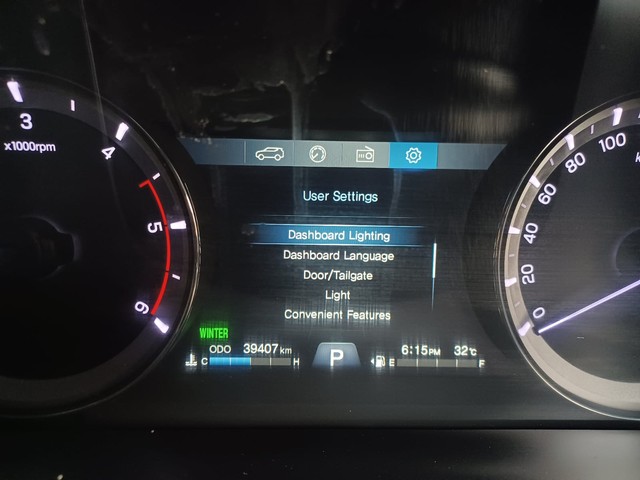 3
x1000rpm
4
5
6
User Settings
Dashboard Lighting
Dashboard Language
Door/Tailgate
Light
Convenient Features
WINTER
ODO 39407 km
C H
P
6:15PM 32°C
E F
100
80
60
40
20
0